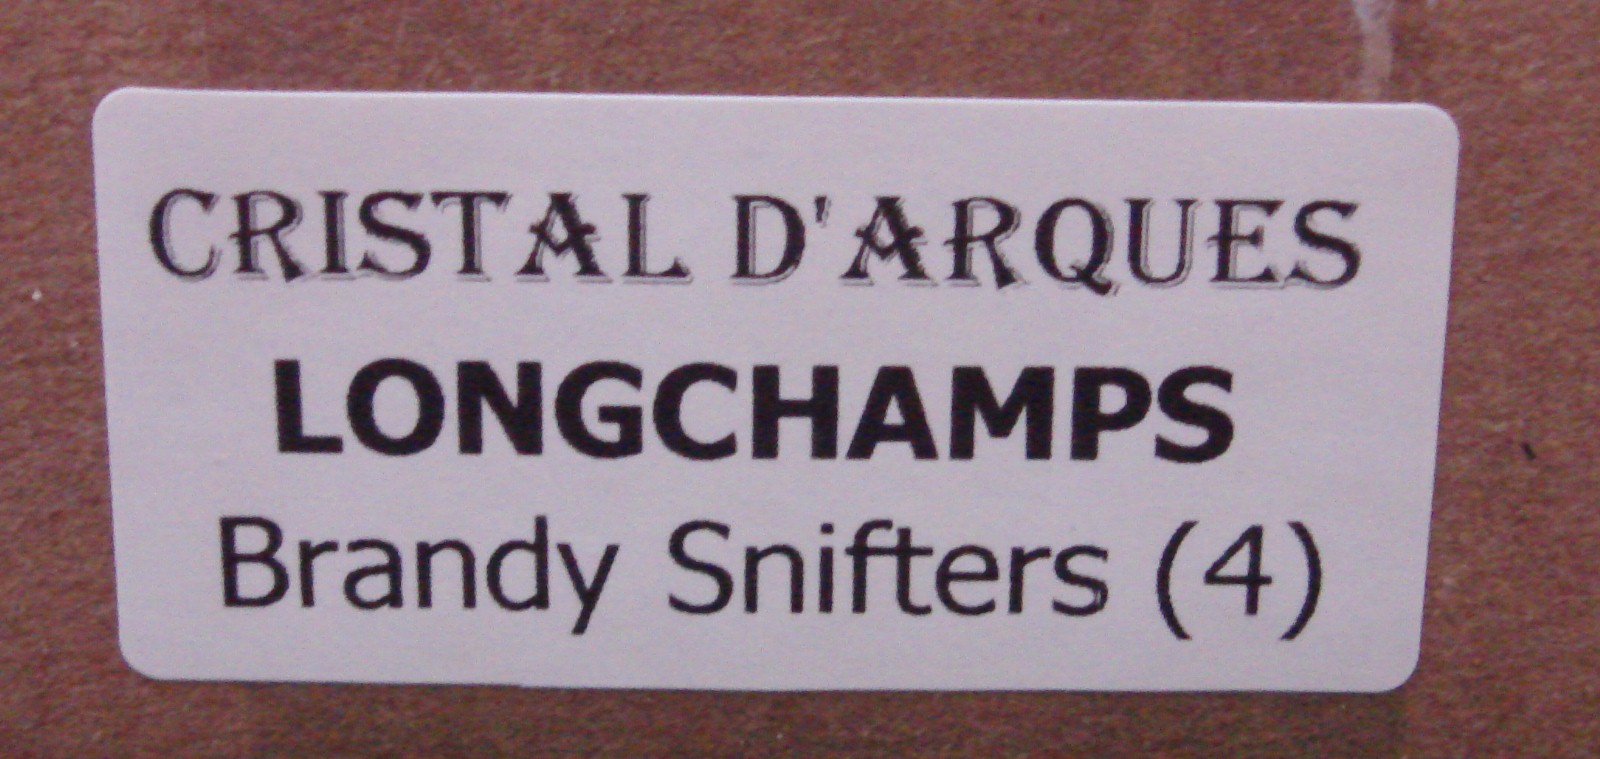 CRISTAL D'ARQUES
LONGCHAMPS
Brandy Snifters (4)